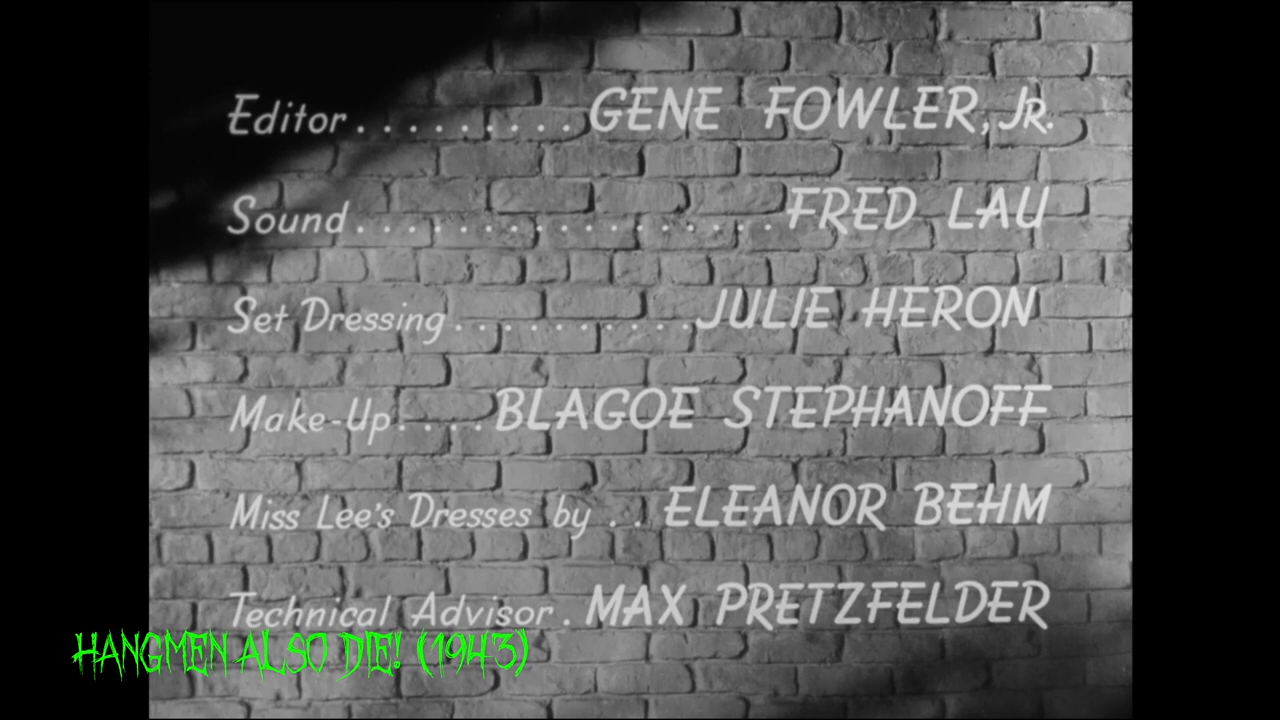 Editor.........GENE FOWLER, JR.
Sound.................FRED LAU
Set Dressing..........JULIE HERON
Make-Up....BLAGOE STEPHANOFF
Miss Lee's Dresses by ..ELEANOR BEHM
Technical Advisor.MAX PRETZFELDER
HANGMEN ALSO DIE! (1943)